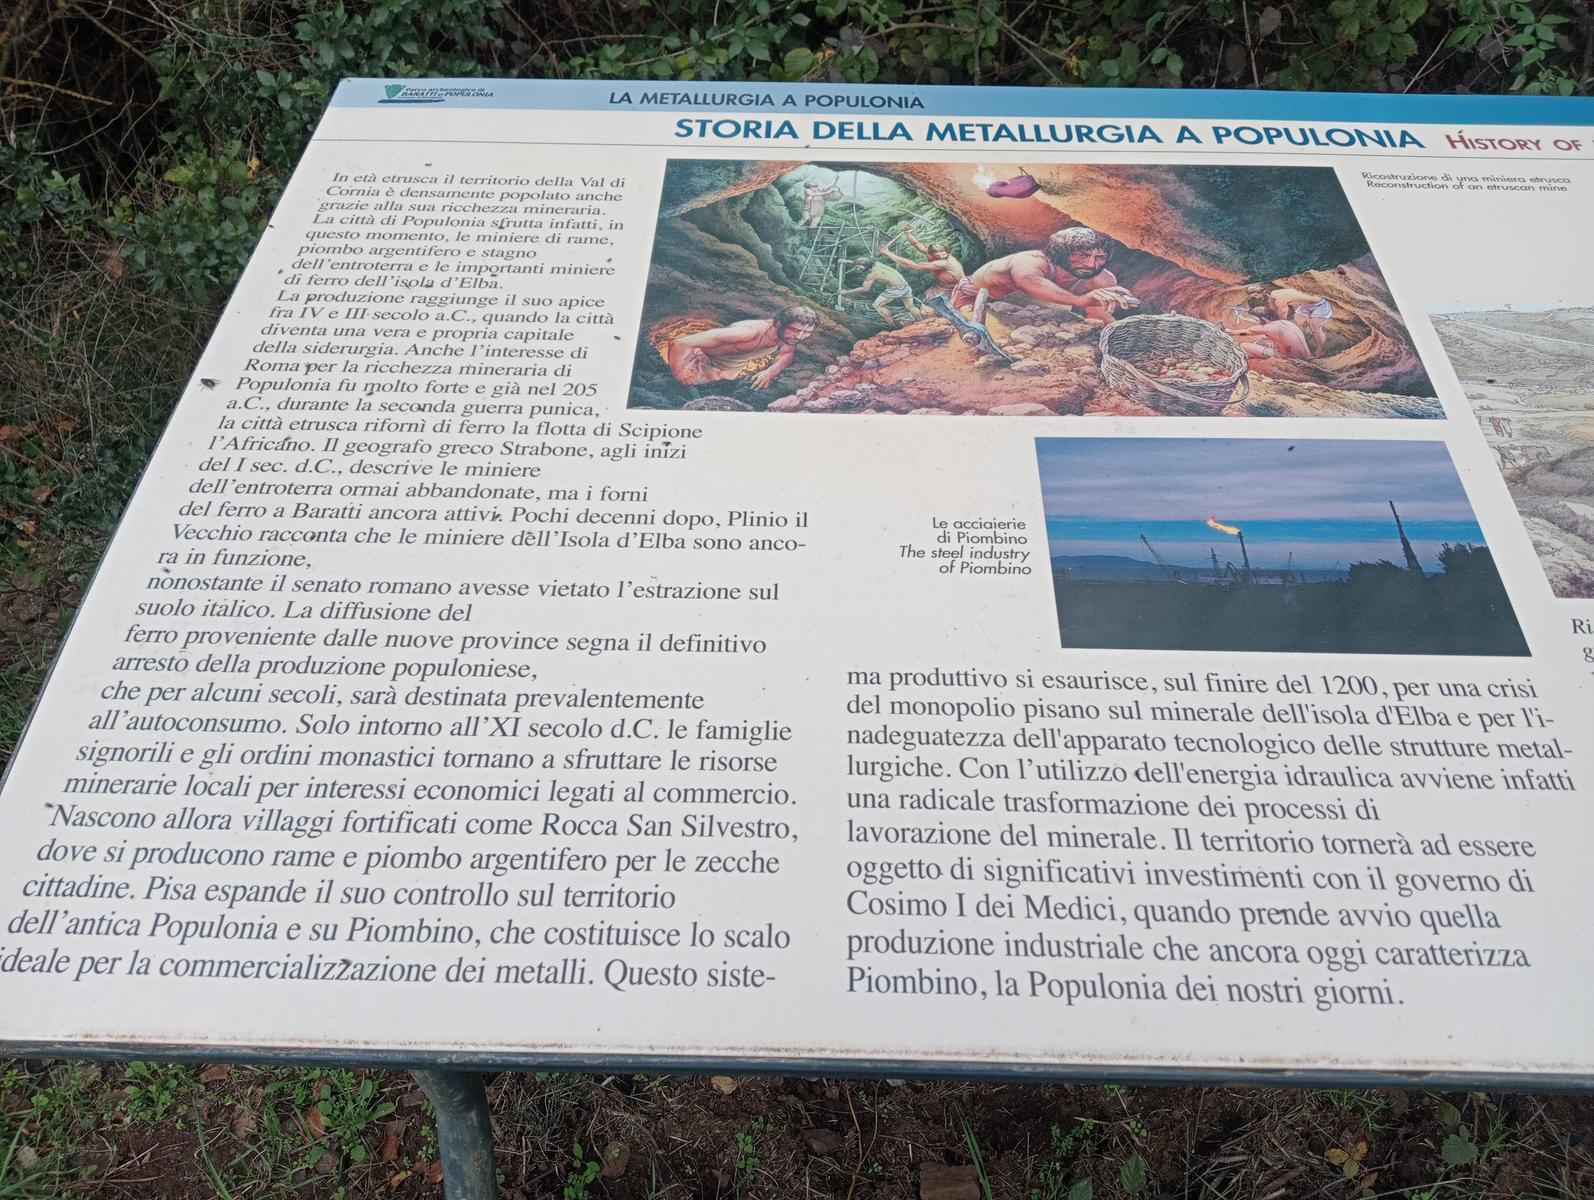 Parco archeologico di
BARATTI e POPULONIA
LA METALLURGIA A POPULONIA
STORIA DELLA METALLURGIA A POPULONIA HISTORY OF
In età etrusca il territorio della Val di
Cornia è densamente popolato anche
grazie alla sua ricchezza mineraria.
La città di Populonia sfrutta infatti, in
questo momento, le miniere di rame,
piombo argentifero e stagno
dell'entroterra e le importanti miniere
di ferro dell'isola d'Elba.
La produzione raggiunge il suo apice
fra IV e III secolo a.C., quando la città
diventa una vera e propria capitale
della siderurgia. Anche l'interesse di
Roma per la ricchezza mineraria di
Populonia fu molto forte e già nel 205
a.C., durante la seconda guerra punica,
la città etrusca rifornì di ferro la flotta di Scipione
l'Africano. Il geografo greco Strabone, agli inizi
del I sec. d.C., descrive le miniere
dell'entroterra ormai abbandonate, ma i forni
del ferro a Baratti ancora attivi. Pochi decenni dopo, Plinio il
Vecchio racconta che le miniere dell'Isola d'Elba sono anco-
ra in funzione,
nonostante il senato romano avesse vietato l'estrazione sul
suolo italico. La diffusione del
ferro proveniente dalle nuove province segna il definitivo
arresto della produzione populoniese,
che per alcuni secoli, sarà destinata prevalentemente
all'autoconsumo. Solo intorno all'XI secolo d.C. le famiglie
signorili e gli ordini monastici tornano a sfruttare le risorse
minerarie locali per interessi economici legati al commercio.
Nascono allora villaggi fortificati come Rocca San Silvestro,
dove si producono rame e piombo argentifero per le zecche
cittadine. Pisa espande il suo controllo sul territorio
dell'antica Populonia e su Piombino, che costituisce lo scalo
ideale per la commercializzazione dei metalli. Questo siste-
Ricostruzione di una miniera etrusca
Reconstruction of an etruscan mine
Le acciaierie
di Piombino
The steel industry
of Piombino
ma produttivo si esaurisce, sul finire del 1200, per una crisi
del monopolio pisano sul minerale dell'isola d'Elba e per l'i-
nadeguatezza dell'apparato tecnologico delle strutture metal-
lurgiche. Con l'utilizzo dell'energia idraulica avviene infatti
una radicale trasformazione dei processi di
lavorazione del minerale. Il territorio tornerà ad essere
oggetto di significativi investimenti con il governo di
Cosimo I dei Medici, quando prende avvio quella
produzione industriale che ancora oggi caratterizza
Piombino, la Populonia dei nostri giorni.